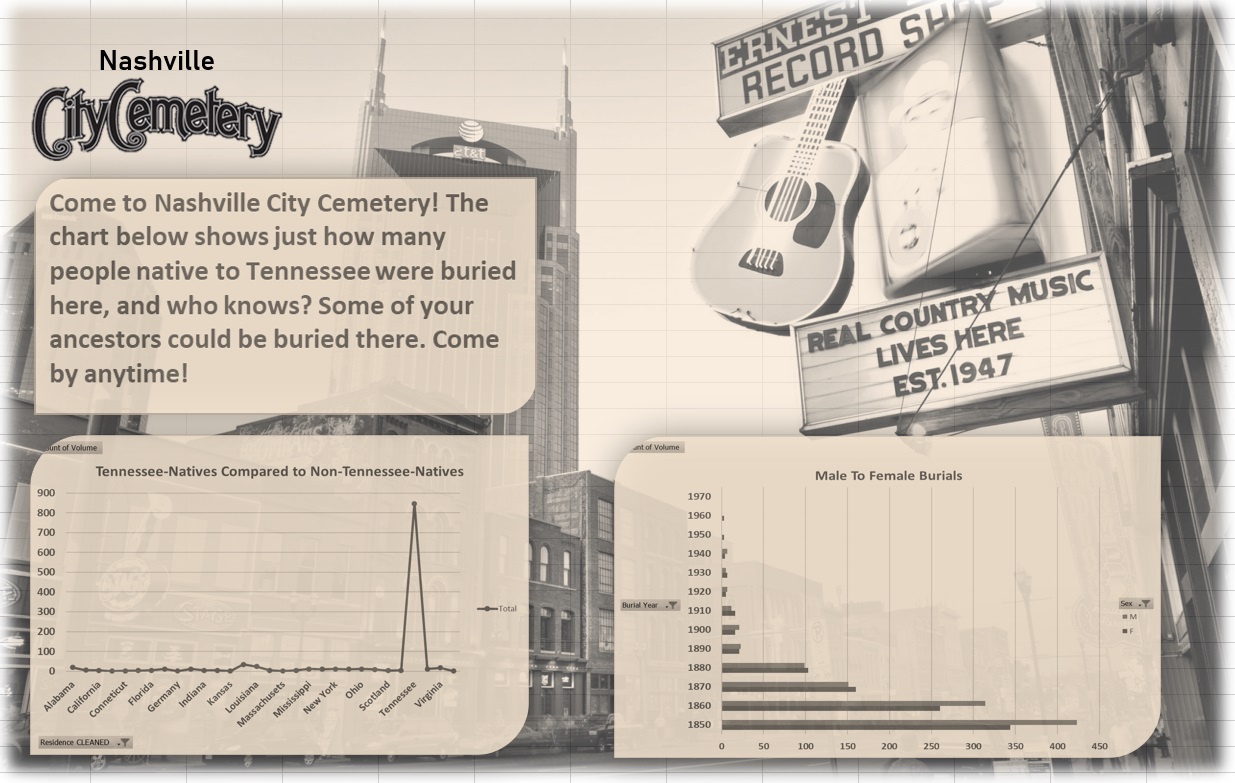 Nashville
City Cemetery
ERNEST
RECORD SHOP
at&t
Come to Nashville City Cemetery! The
chart below shows just how many
people native to Tennessee were buried
here, and who knows? Some of your
ancestors could be buried there. Come
by anytime!
REAL COUNTRY MUSIC
LIVES HERE
EST. 1947
of Volume
Tennessee-Natives Compared to Non-Tennessee-Natives
900
800
700
600
500
400
300
200
100
0
Total
Alabama
California
Conneticut
Florida
Germany
Indiana
Kansas
Louisiana
Massachusetts
Mississippi
New York
Ohio
Scotland
Tennessee
Virginia
Residence CLEANED
of Volume
Male To Female Burials
1970
1960
1950
1940
1930
1920
1910
1900
1890
1880
1870
1860
1850
Burial Year
Sex
M
F
0 50 100 150 200 250 300 350 400 450